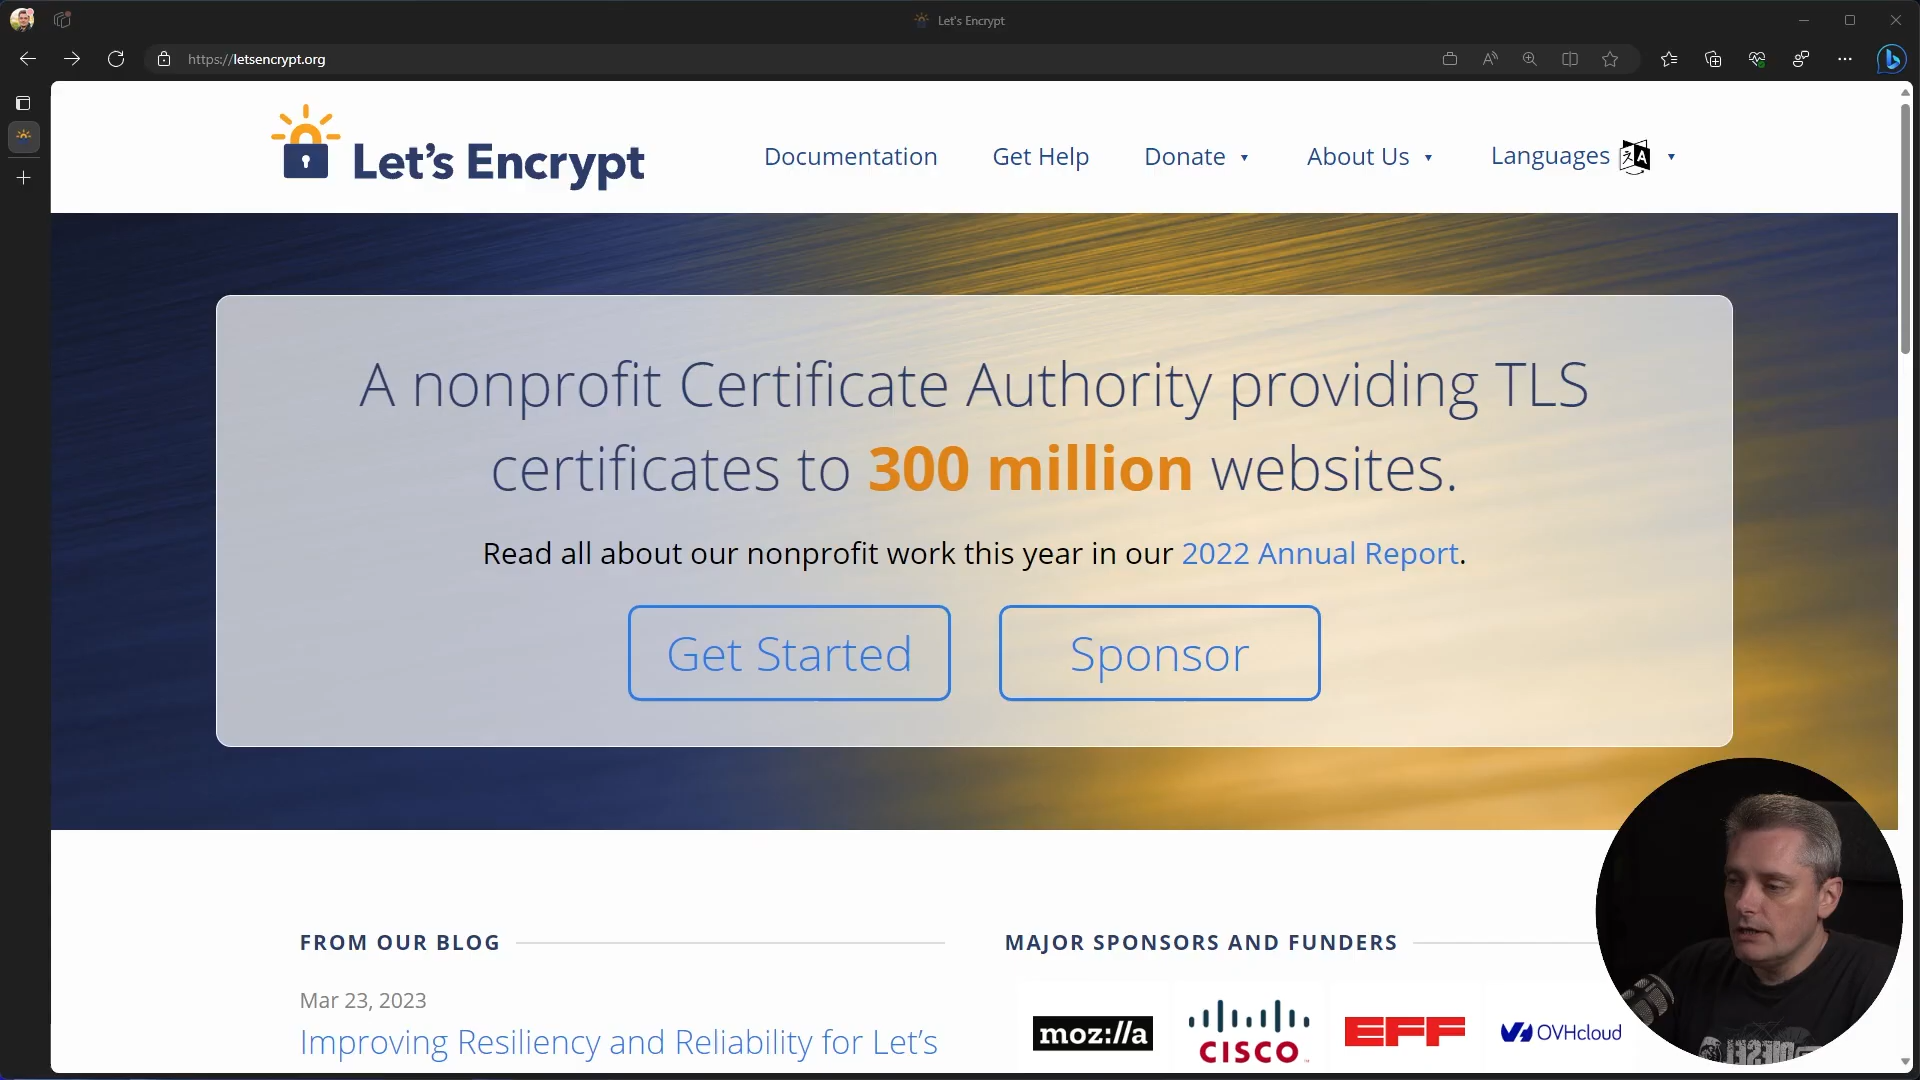 Let's Encrypt
https://letsencrypt.org
Let's Encrypt
Documentation
Get Help
Donate
About Us
Languages
A nonprofit Certificate Authority providing TLS
certificates to 300 million websites.
Read all about our nonprofit work this year in our 2022 Annual Report.
Get Started
Sponsor
FROM OUR BLOG
Mar 23, 2023
Improving Resiliency and Reliability for Let's
MAJOR SPONSORS AND FUNDERS
moz://a
CISCO
EFF
OVHcloud
DIESEL